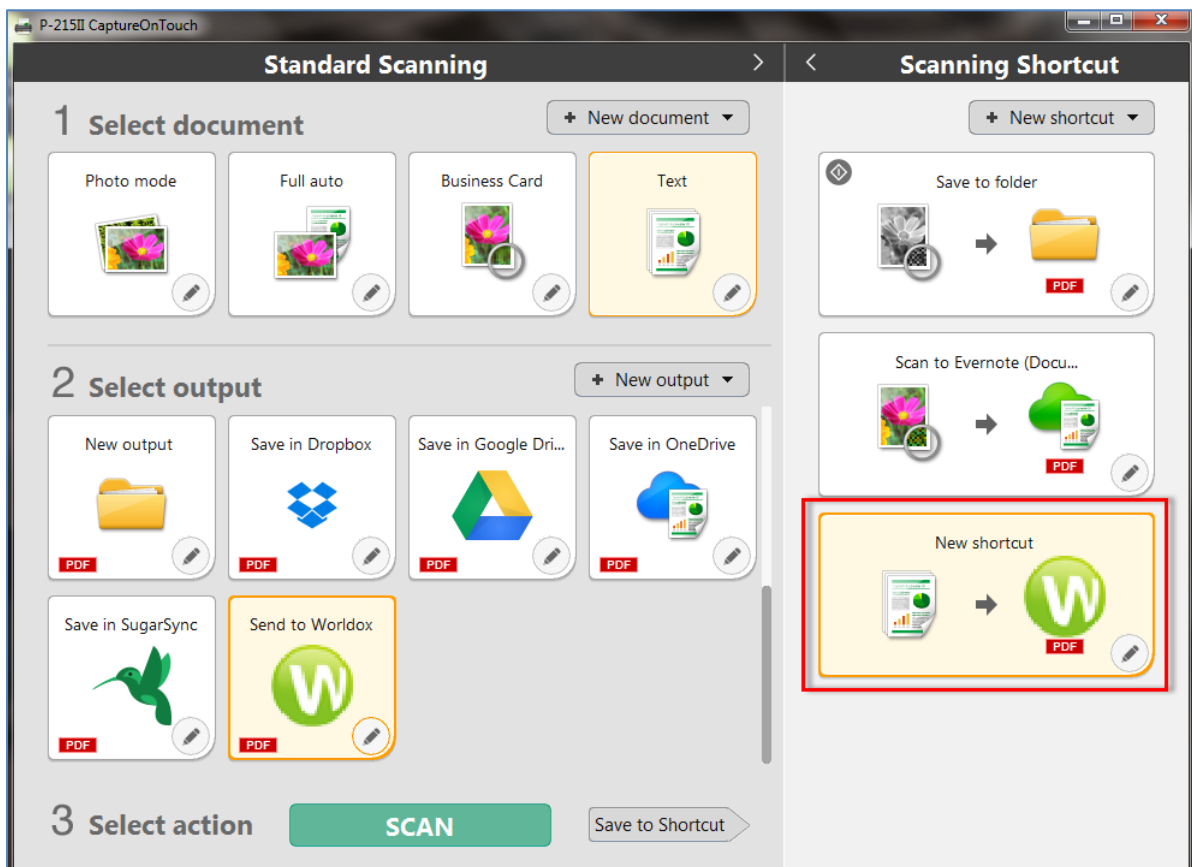 P-215II CaptureOnTouch
Standard Scanning
1 Select document
+ New document
Photo mode
Full auto
Business Card
Text
2 Select output
+ New output
New output
Save in Dropbox
Save in Google Dri...
Save in OneDrive
PDF
PDF
PDF
PDF
Save in SugarSync
Send to Worldox
W
PDF
PDF
3 Select action
SCAN
Save to Shortcut
Scanning Shortcut
+ New shortcut
Save to folder
PDF
Scan to Evernote (Docu...
PDF
New shortcut
W
PDF